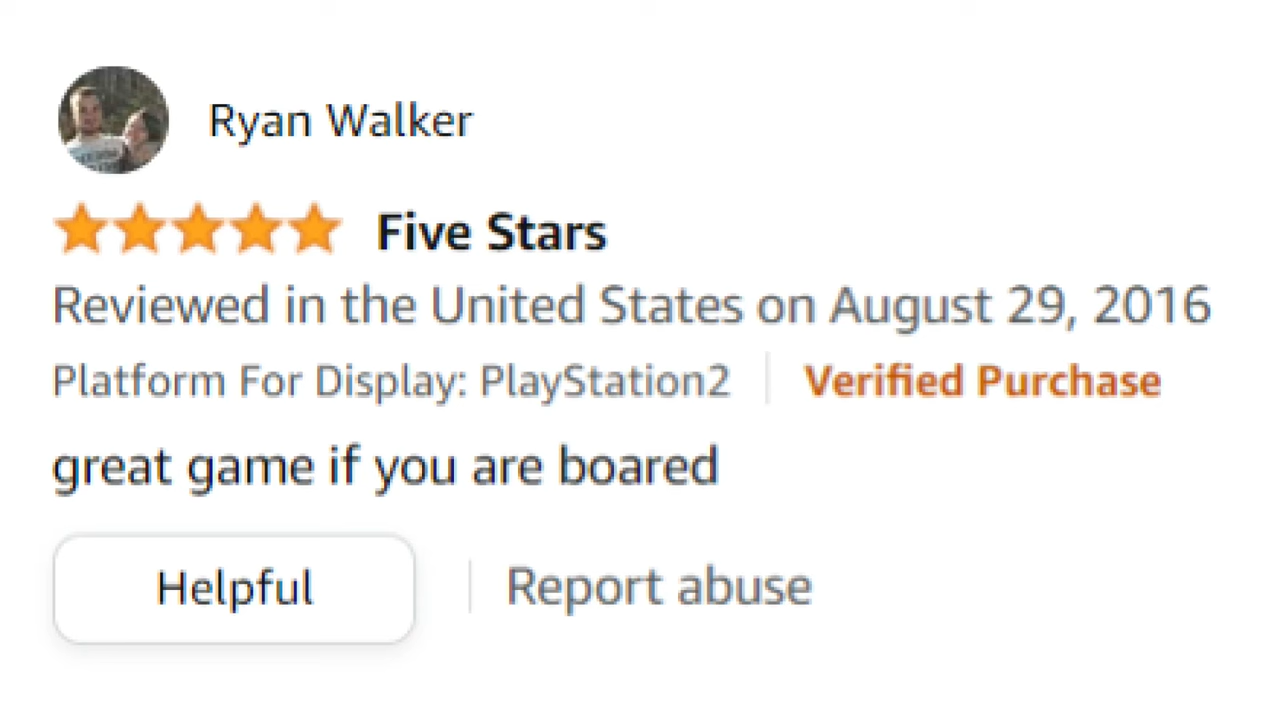 Ryan Walker
Five Stars
Reviewed in the United States on August 29, 2016
Platform For Display: PlayStation2 Verified Purchase
great game if you are boared
Helpful Report abuse